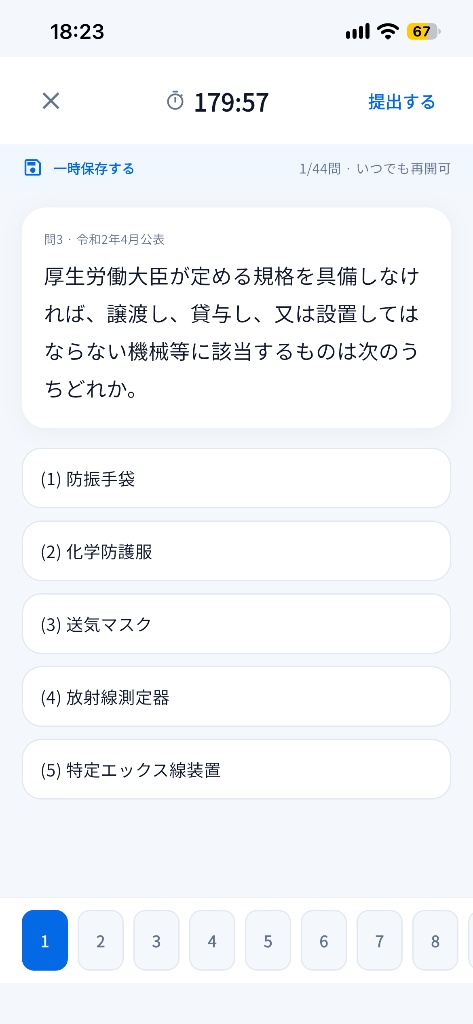 18:23
67
179:57
提出する
一時保存する
1/44問 · いつでも再開可
問3 · 令和2年4月公表
厚生労働大臣が定める規格を具備しなけ
れば、譲渡し、貸与し、又は設置しては
ならない機械等に該当するものは次のう
ちどれか。
(1) 防振手袋
(2) 化学防護服
(3) 送気マスク
(4) 放射線測定器
(5) 特定エックス線装置
1 2 3 4 5 6 7 8